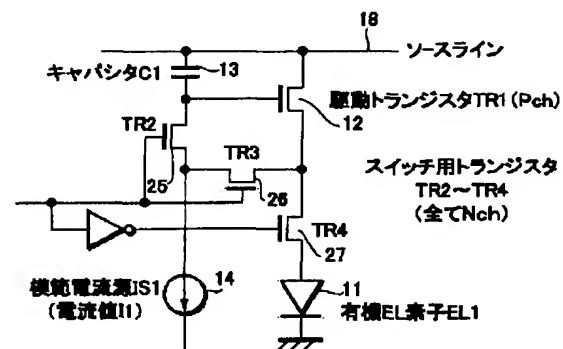 18
ソースライン
キャパシタC1
13
駆動トランジスタTR1(Pch)
12
TR2
25
TR3
26
スイッチ用トランジスタ
TR2～TR4
(全てNch)
TR4
27
模範電流源IS1
(電流値I1)
14
11
有機EL素子EL1